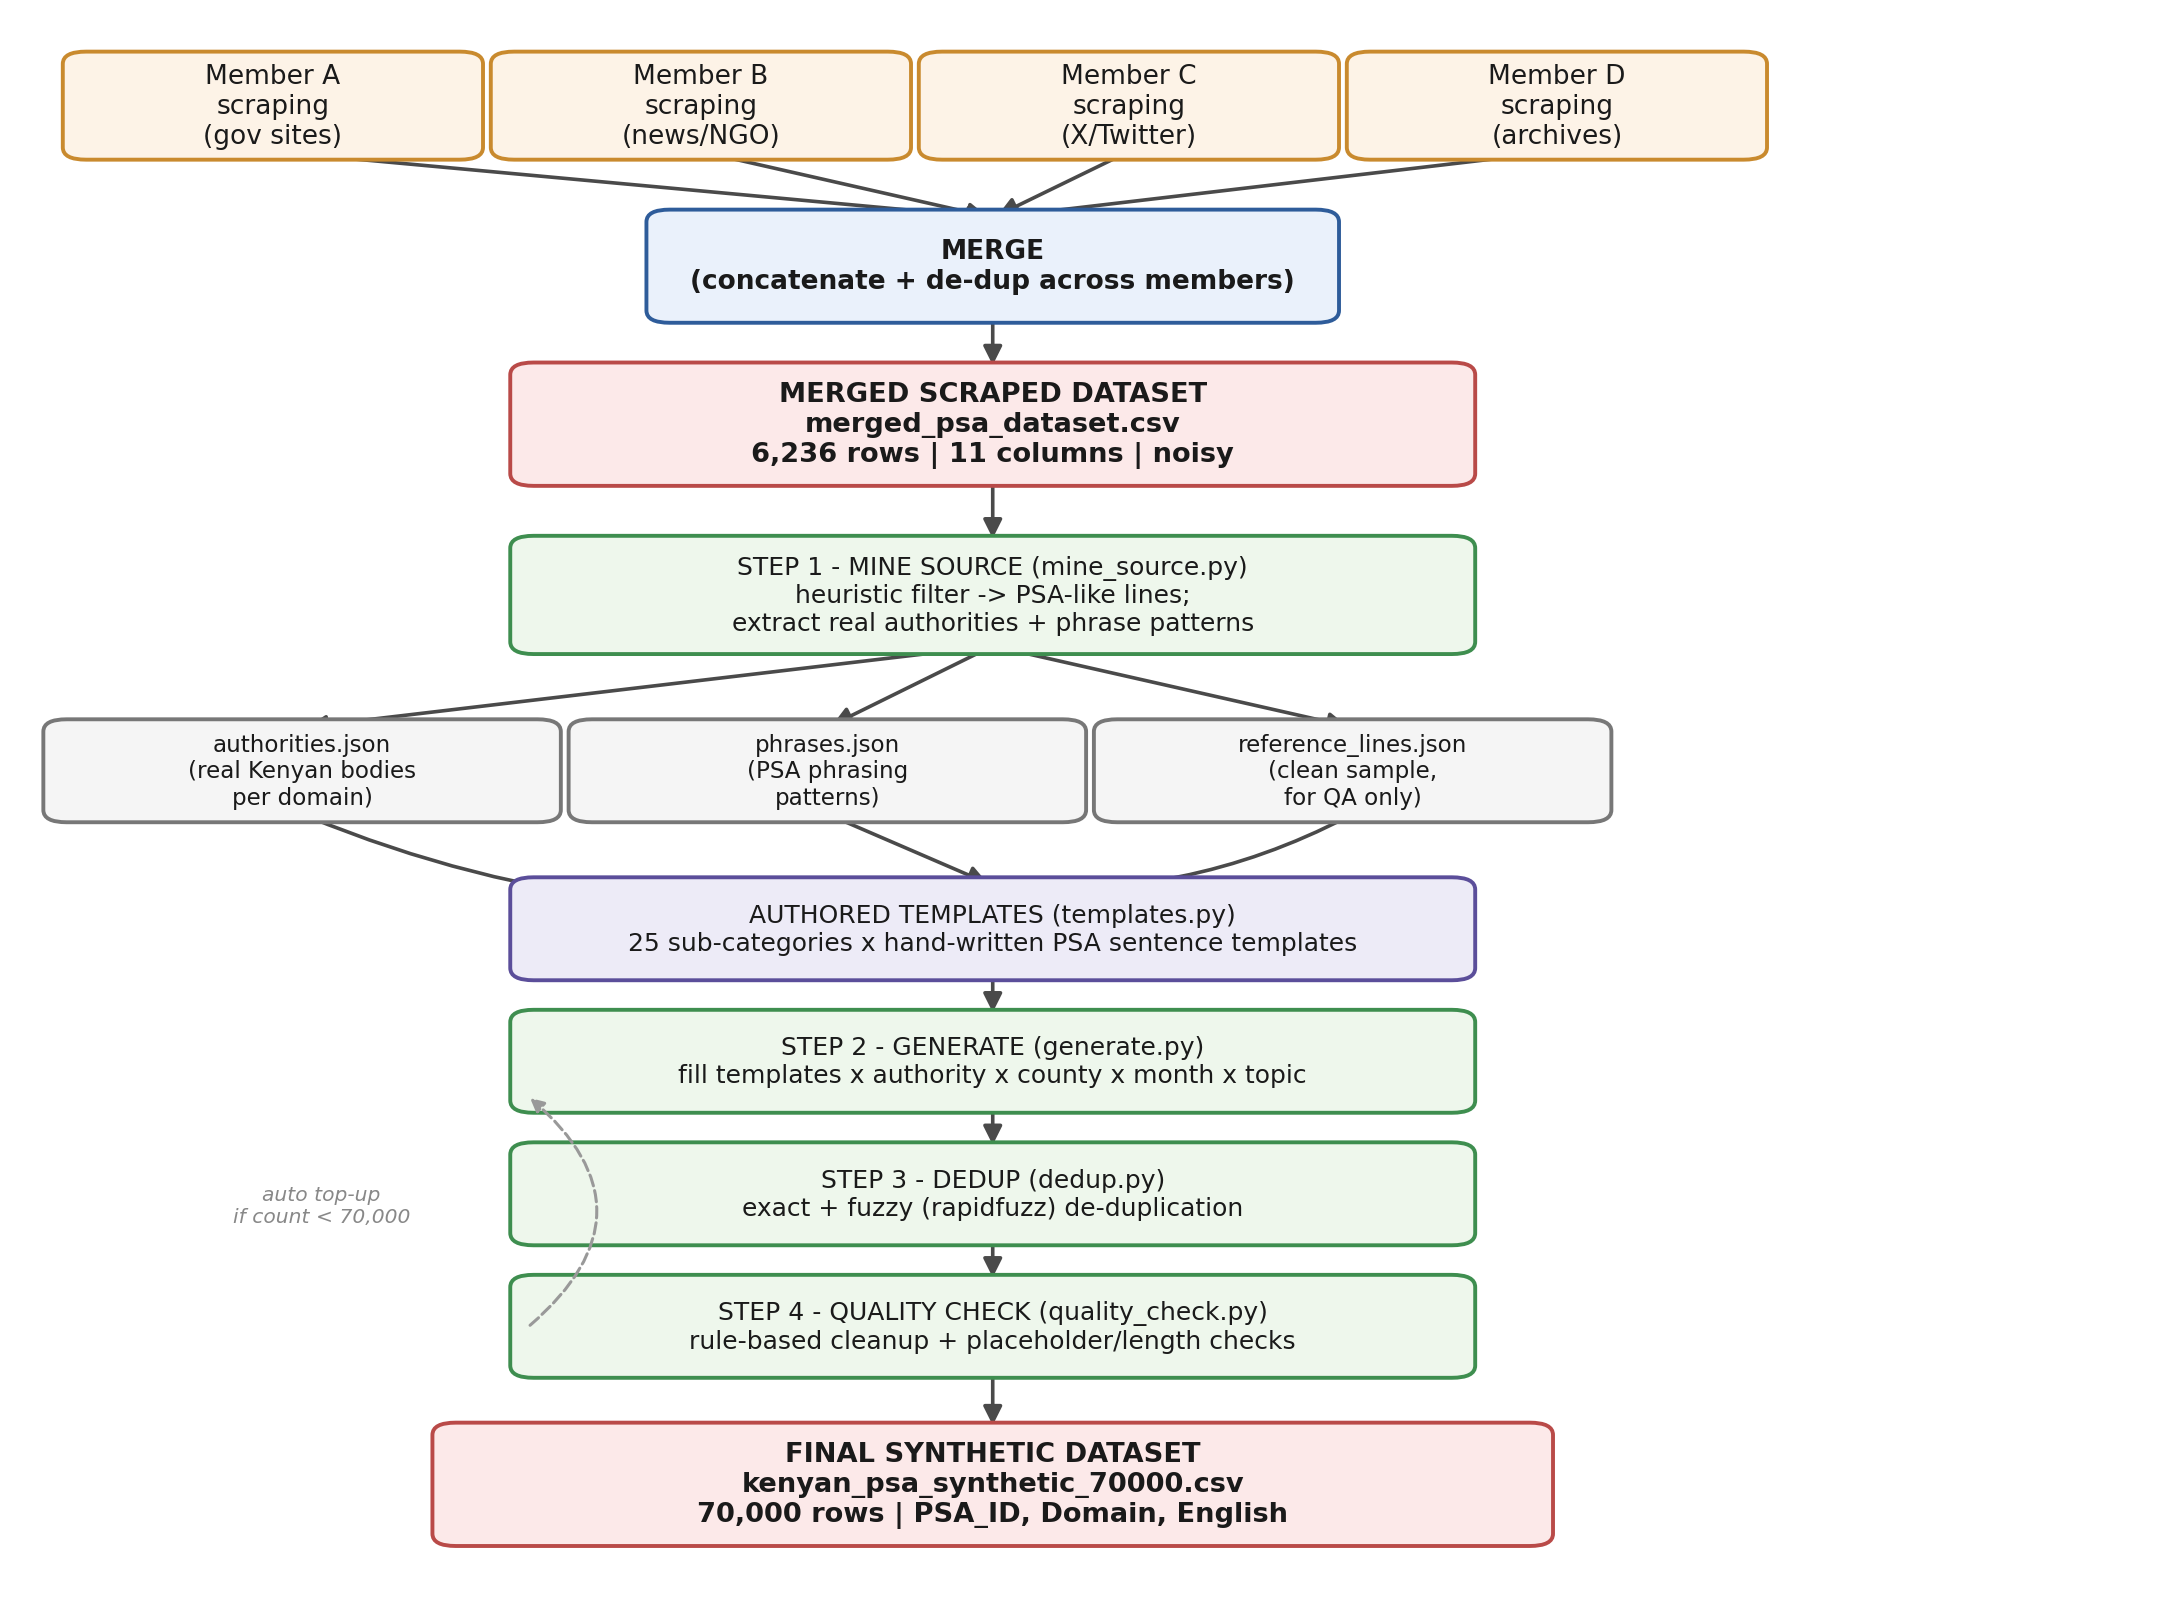 Member A
scraping
(gov sites)
Member B
scraping
(news/NGO)
Member C
scraping
(X/Twitter)
Member D
scraping
(archives)
MERGE
(concatenate + de-dup across members)
MERGED SCRAPED DATASET
merged_psa_dataset.csv
6,236 rows | 11 columns | noisy
STEP 1 - MINE SOURCE (mine_source.py)
heuristic filter -> PSA-like lines;
extract real authorities + phrase patterns
authorities.json
(real Kenyan bodies
per domain)
phrases.json
(PSA phrasing
patterns)
reference_lines.json
(clean sample,
for QA only)
AUTHORED TEMPLATES (templates.py)
25 sub-categories x hand-written PSA sentence templates
STEP 2 - GENERATE (generate.py)
fill templates x authority x county x month x topic
STEP 3 - DEDUP (dedup.py)
exact + fuzzy (rapidfuzz) de-duplication
auto top-up
if count < 70,000
STEP 4 - QUALITY CHECK (quality_check.py)
rule-based cleanup + placeholder/length checks
FINAL SYNTHETIC DATASET
kenyan_psa_synthetic_70000.csv
70,000 rows | PSA_ID, Domain, English